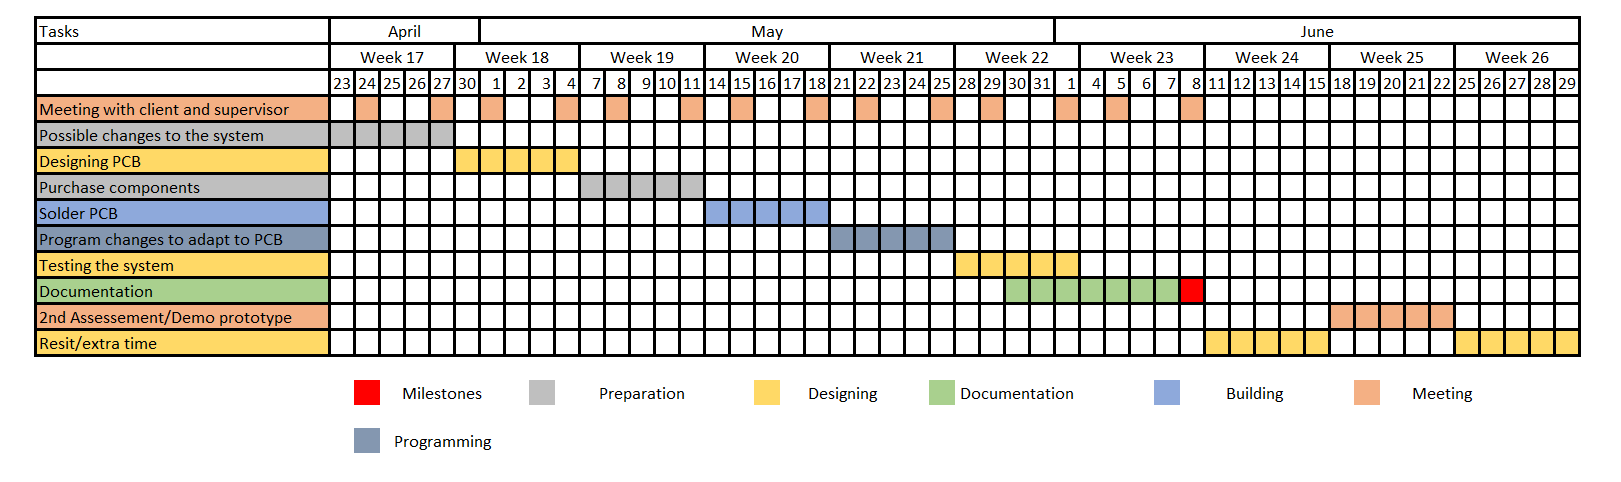 Tasks April May June
Week 17 Week 18 Week 19 Week 20 Week 21 Week 22 Week 23 Week 24 Week 25 Week 26
23 24 25 26 27 30 1 2 3 4 7 8 9 10 11 14 15 16 17 18 21 22 23 24 25 28 29 30 31 1 4 5 6 7 8 11 12 13 14 15 18 19 20 21 22 25 26 27 28 29
Meeting with client and supervisor
Possible changes to the system
Designing PCB
Purchase components
Solder PCB
Program changes to adapt to PCB
Testing the system
Documentation
2nd Assessement/Demo prototype
Resit/extra time
Milestones Preparation Designing Documentation Building Meeting
Programming